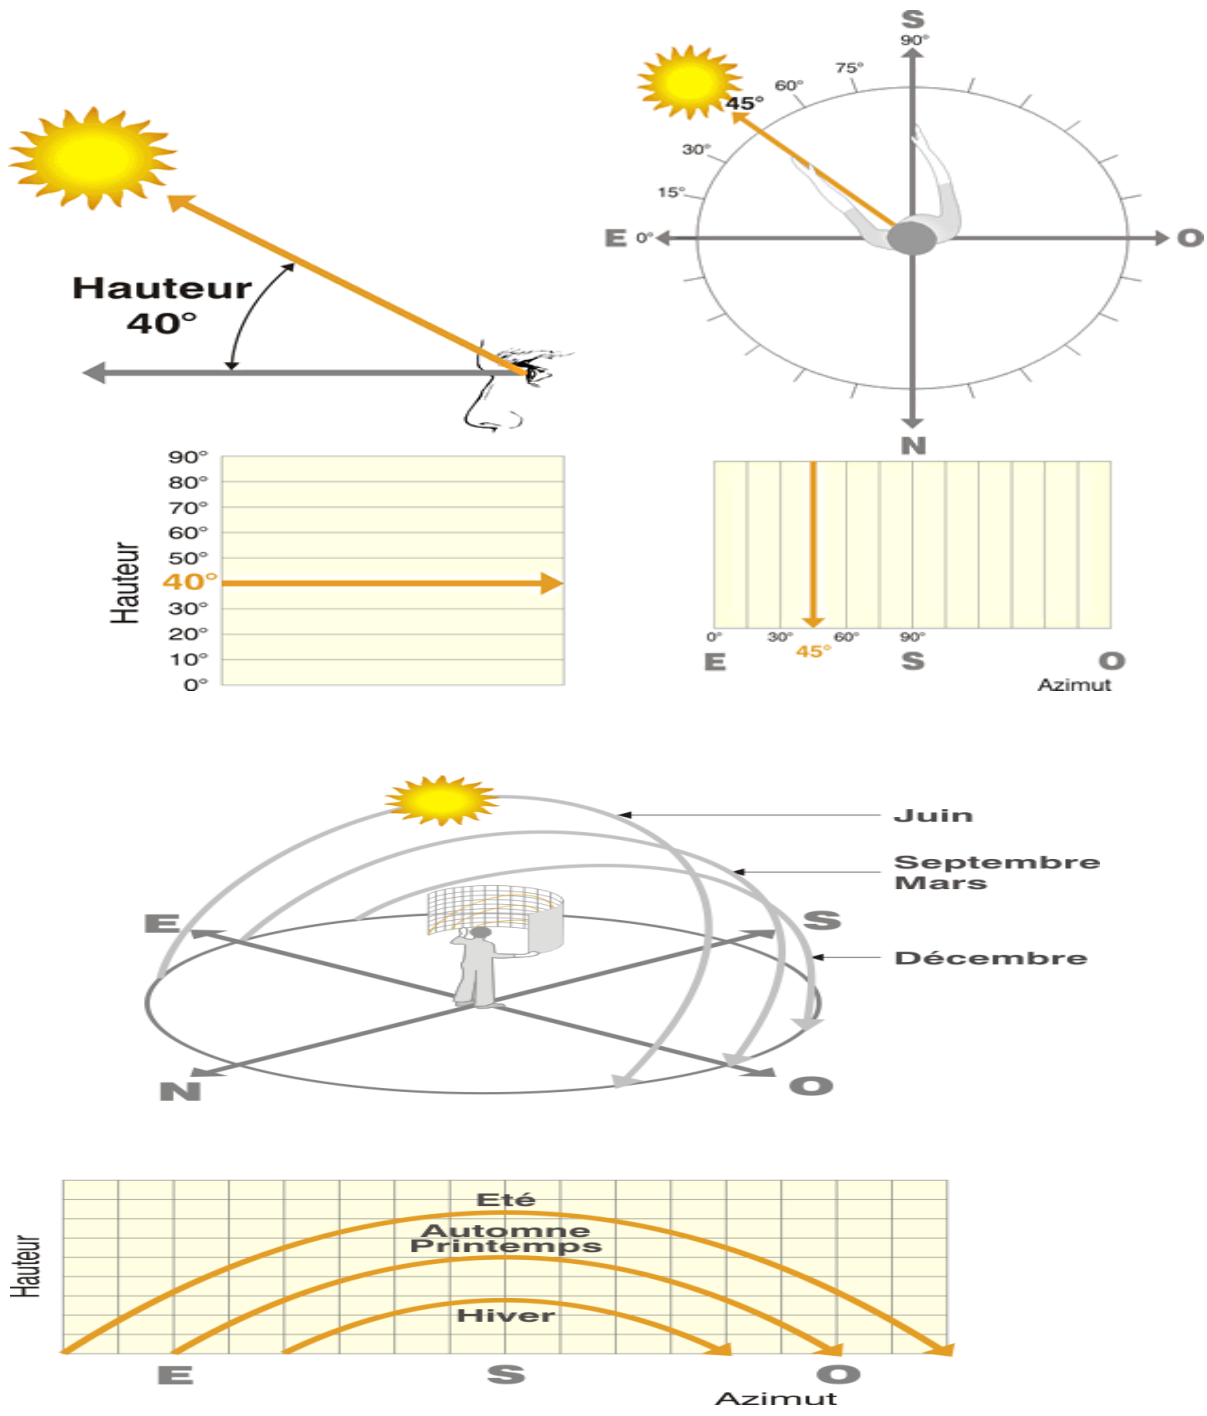 Hauteur
40°
S
90°
75°
60°
45°
30°
15°
E 0°
O
N
Hauteur
90°
80°
70°
60°
50°
40°
30°
20°
10°
0°
0° 30° 60° 90°
45°
E S O
Azimut
Juin
Septembre
Mars
Décembre
E
S
N
O
Hauteur
Eté
Automne
Printemps
Hiver
E S O
Azimut